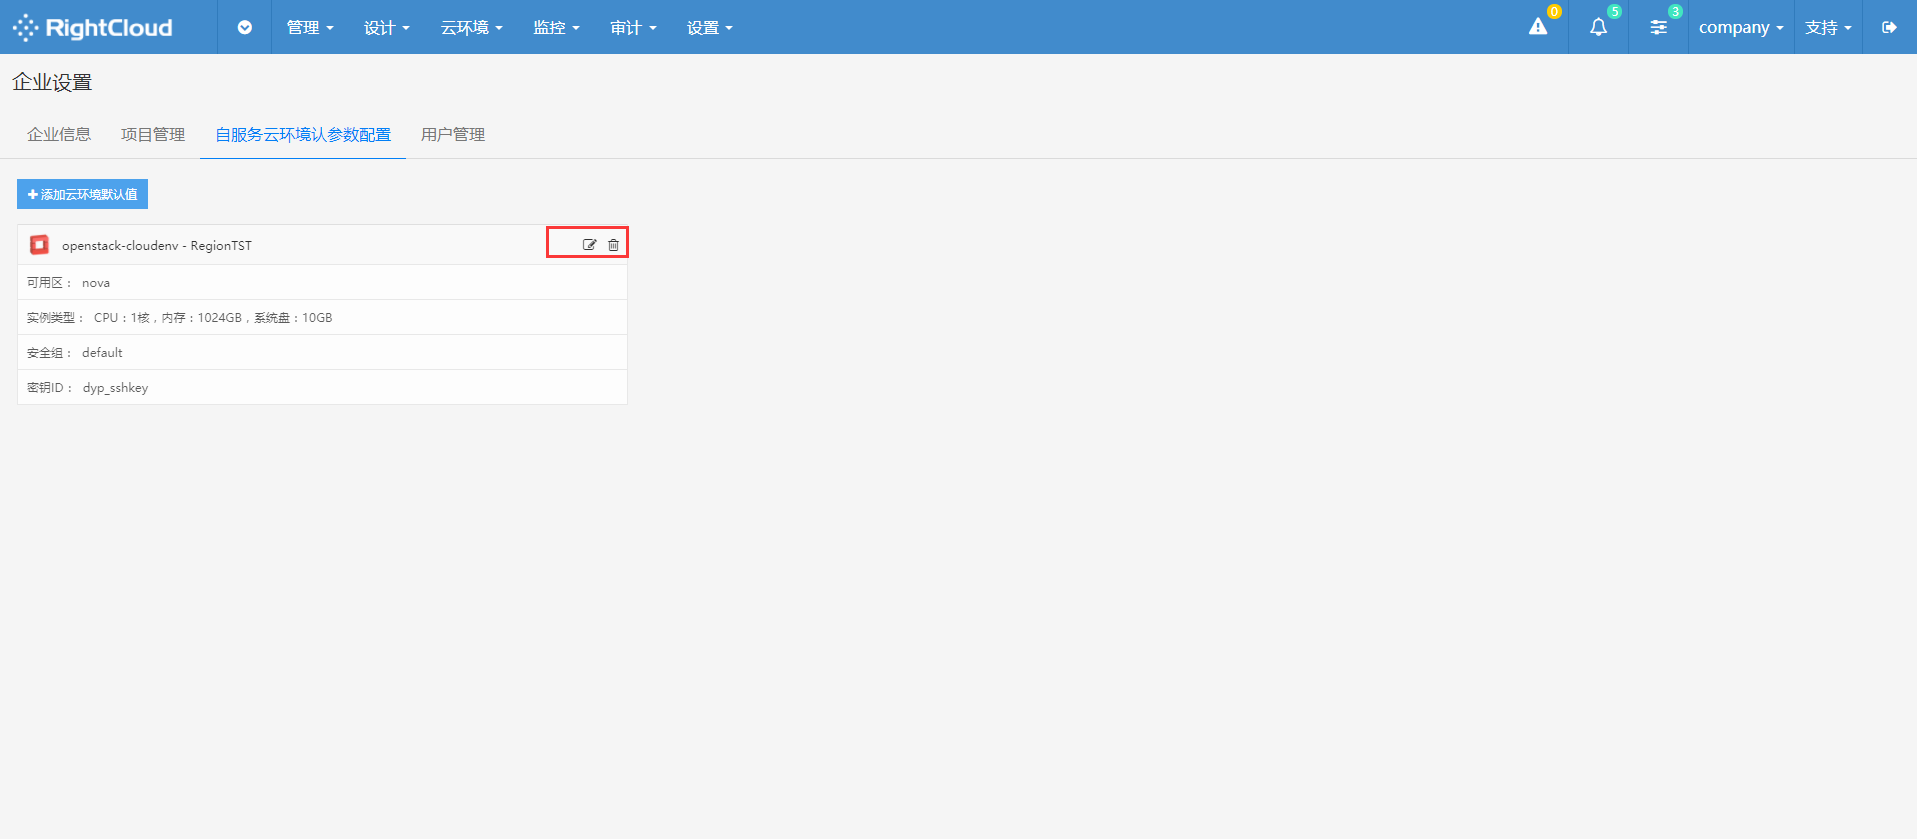 RightCloud 管理 设计 云环境 监控 审计 设置 0 5 3 company 支持
企业设置
企业信息 项目管理 自服务云环境认参数配置 用户管理
添加云环境默认值
openstack-cloudenv - RegionTST
可用区： nova
实例类型： CPU：1核，内存：1024GB，系统盘：10GB
安全组： default
密钥ID： dyp_sshkey